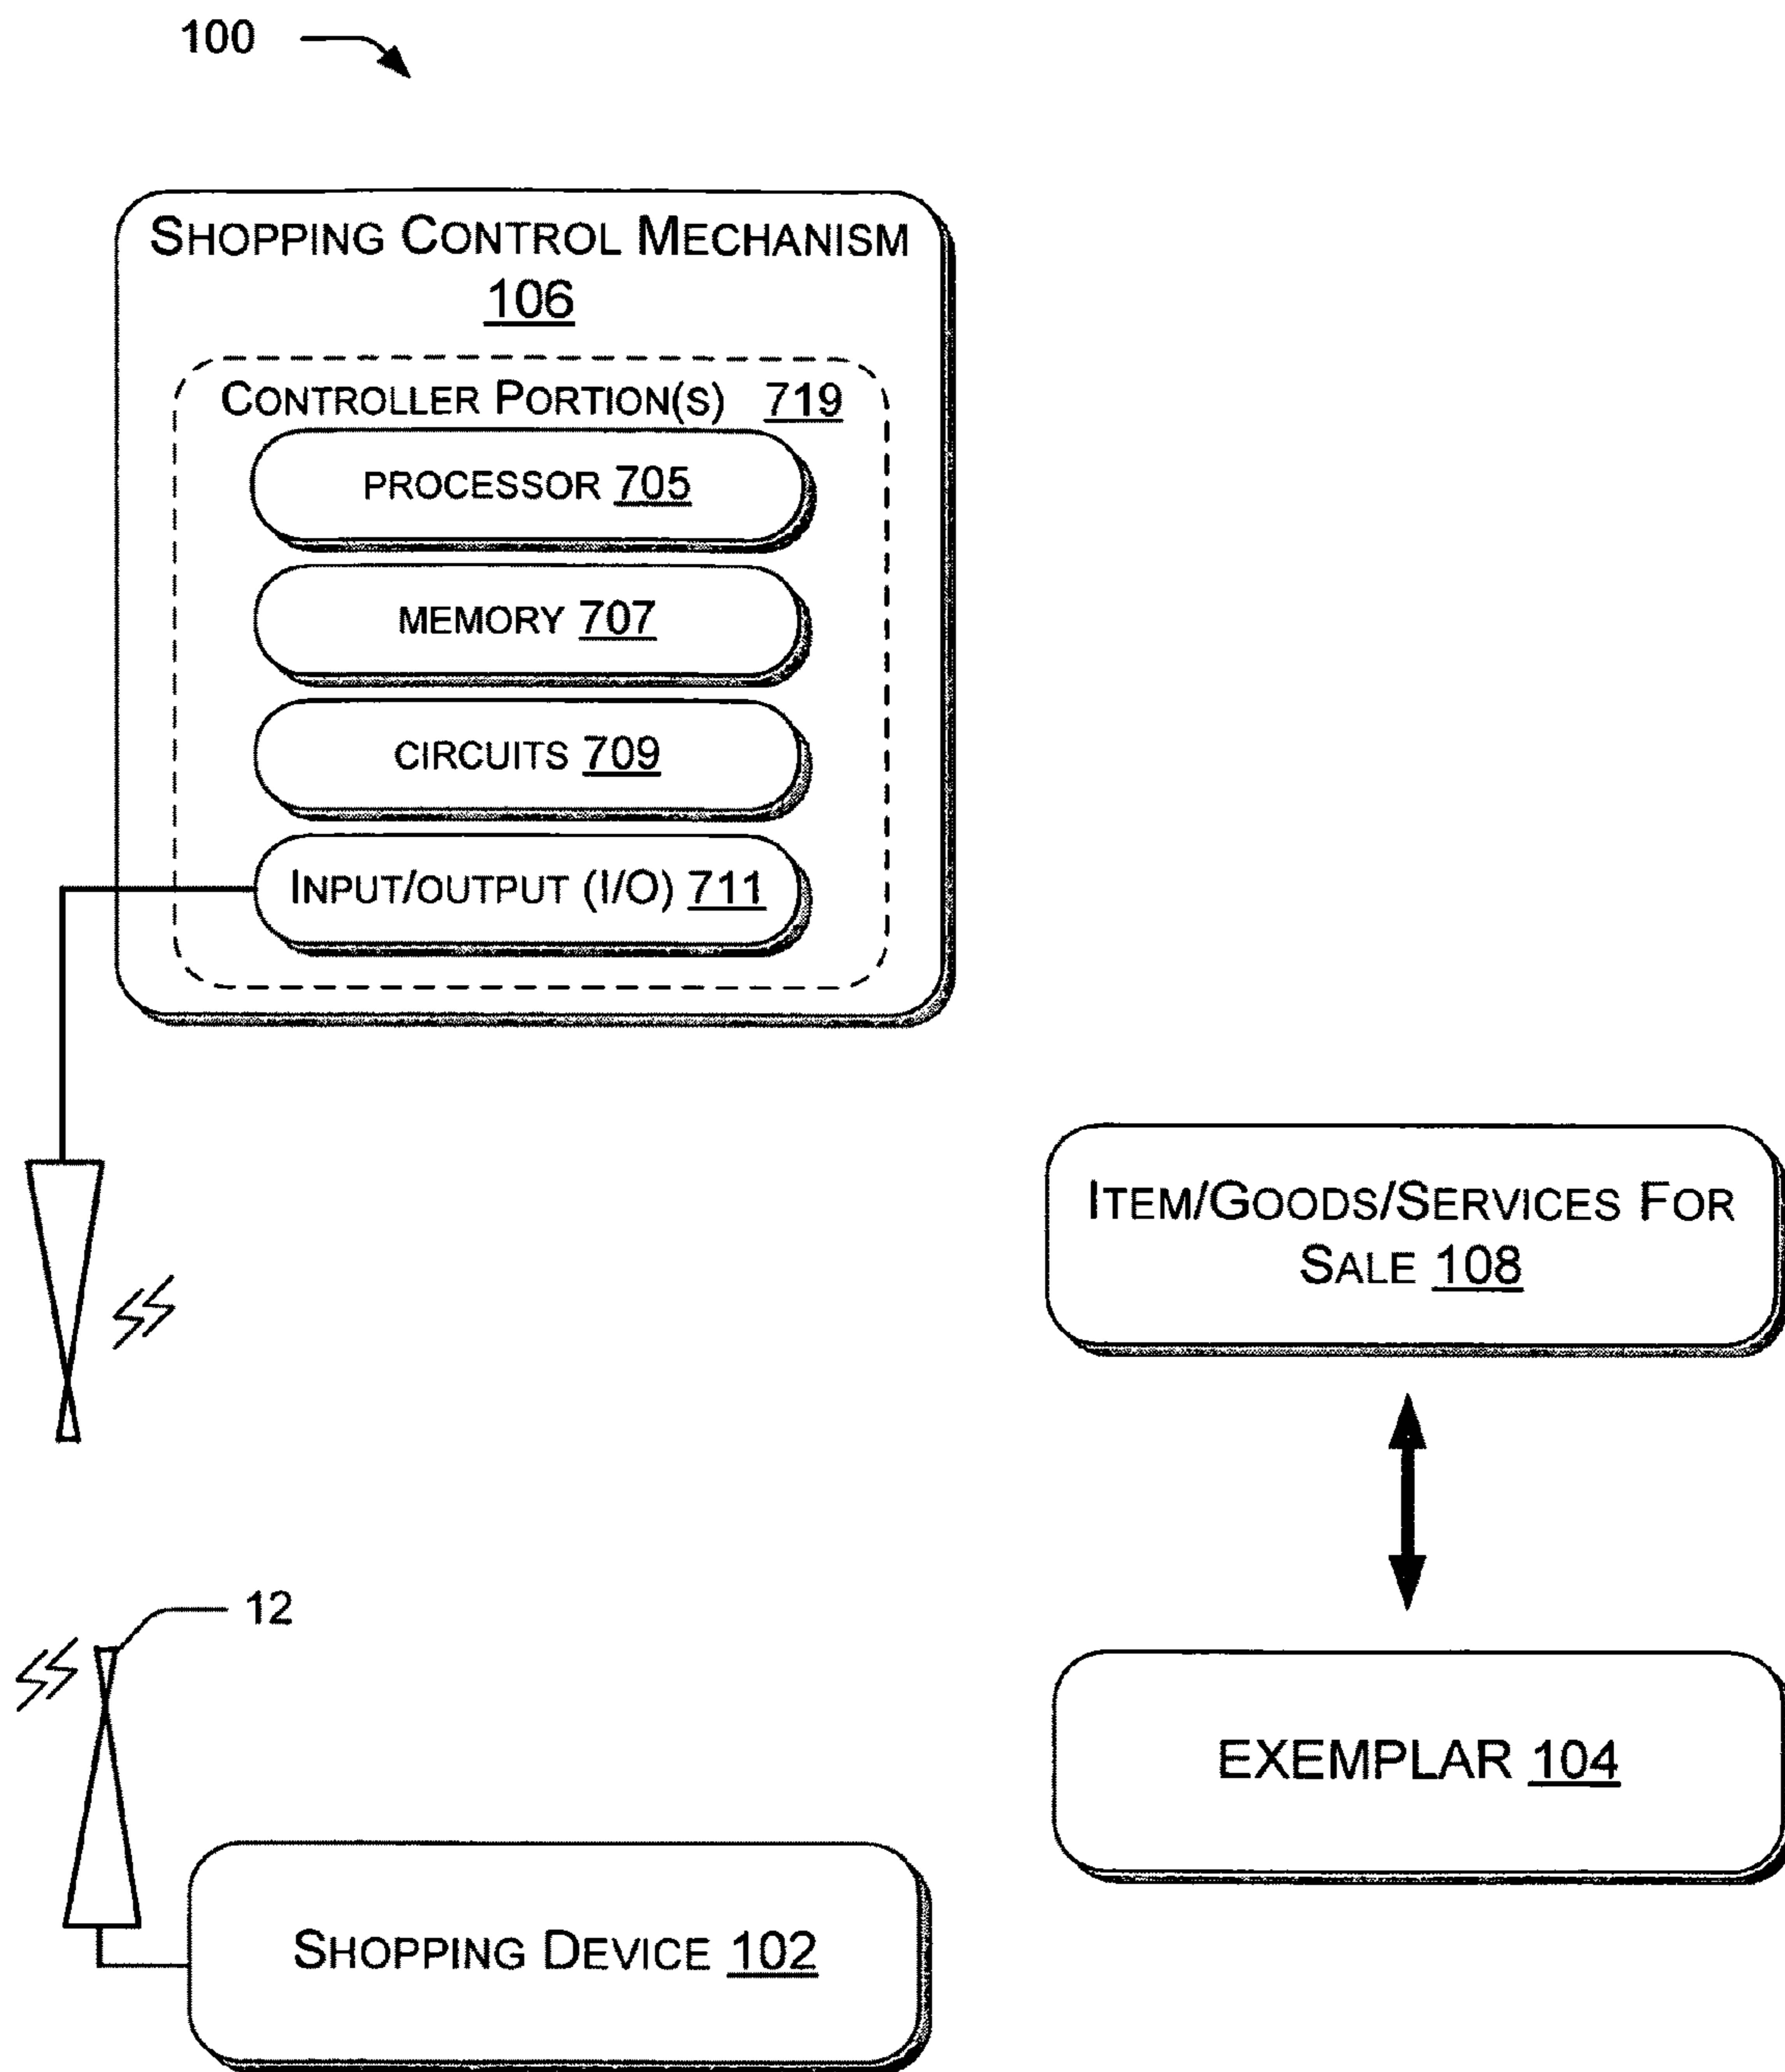 100
SHOPPING CONTROL MECHANISM
106
CONTROLLER PORTION(S) 719
PROCESSOR 705
MEMORY 707
CIRCUITS 709
INPUT/OUTPUT (I/O) 711
ITEM/GOODS/SERVICES FOR
SALE 108
12
EXEMPLAR 104
SHOPPING DEVICE 102